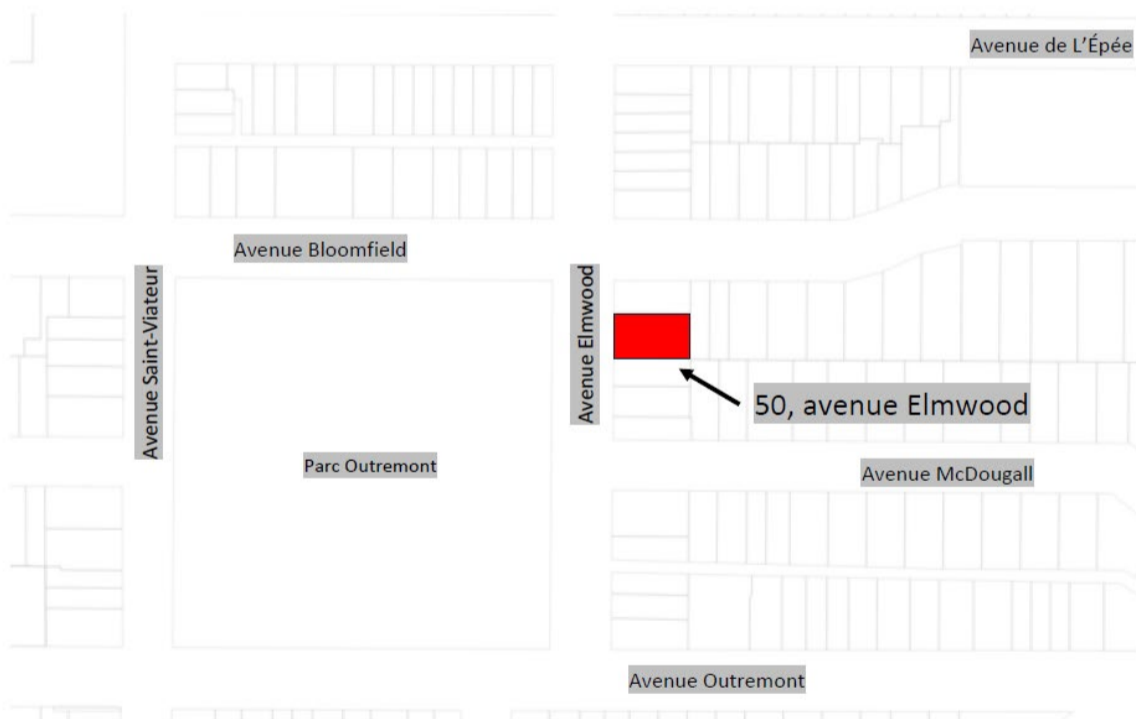 Avenue de L'Épée
Avenue Bloomfield
Avenue Saint-Viateur
Avenue Elmwood
50, avenue Elmwood
Parc Outremont
Avenue McDougall
Avenue Outremont